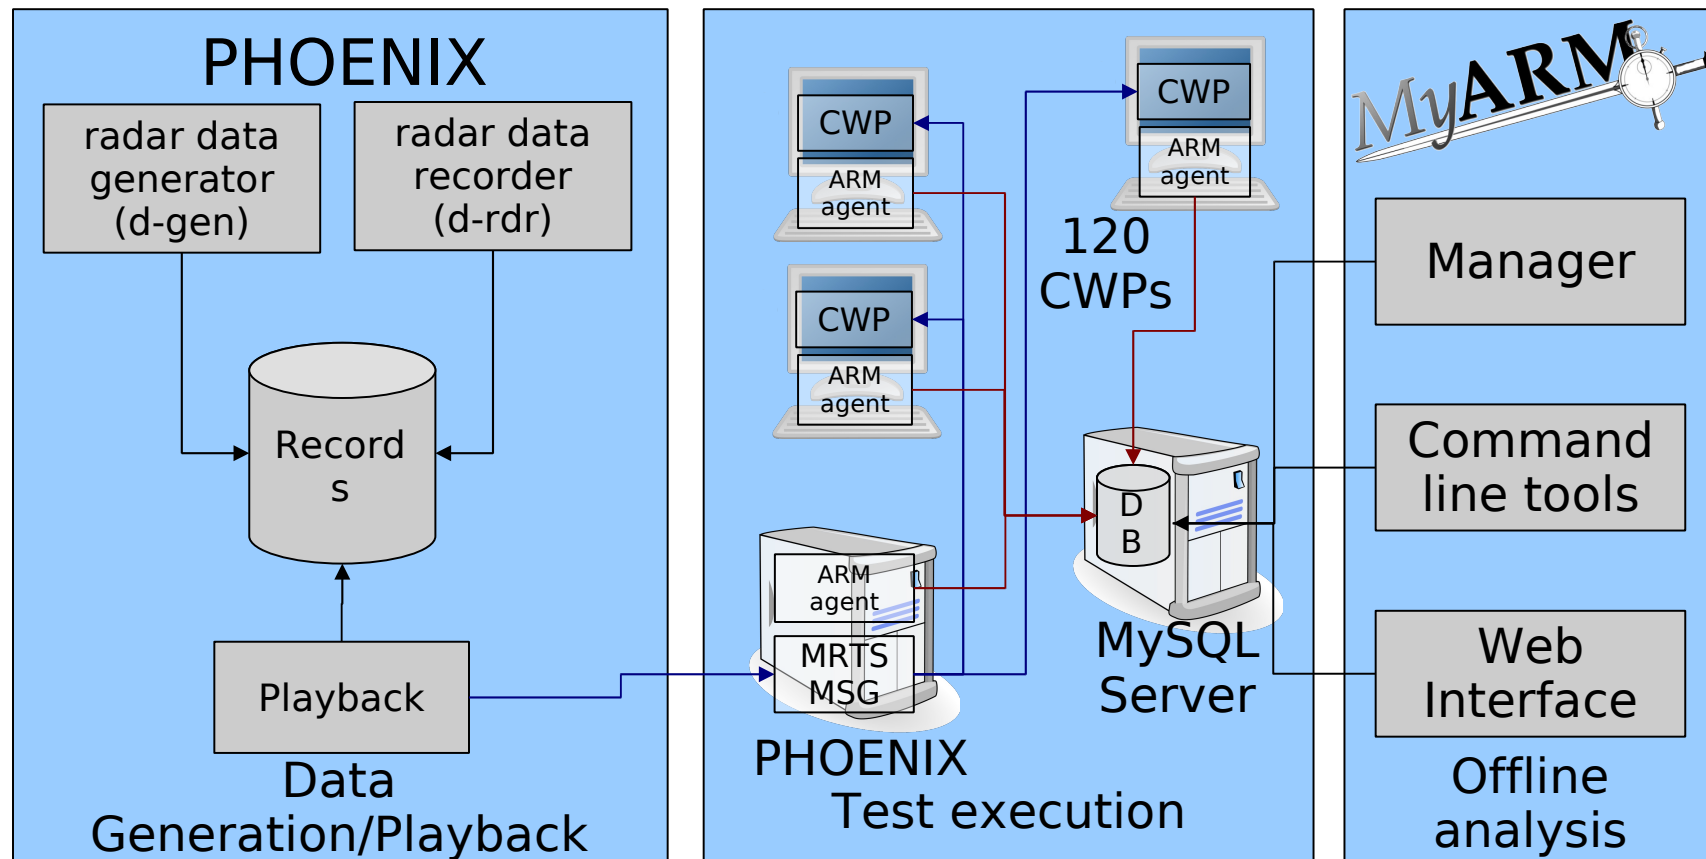 PHOENIX
radar data
generator
(d-gen)
radar data
recorder
(d-rdr)
Record
s
Playback
Data
Generation/Playback
CWP
ARM
agent
CWP
ARM
agent
CWP
ARM
agent
120
CWPs
D
B
MySQL
Server
ARM
agent
MRTS
MSG
PHOENIX
Test execution
MyARM
Manager
Command
line tools
Web
Interface
Offline
analysis